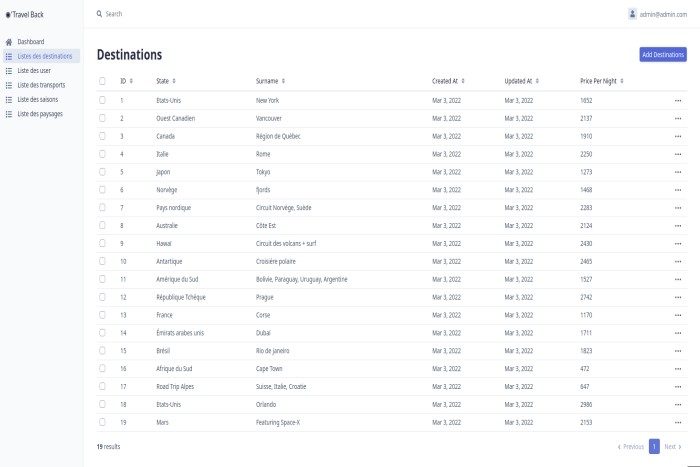 Travel Back
Search
admin@admin.com
Dashboard
Listes des destinations
Liste des user
Liste des transports
Liste des saisons
Liste des paysages
Destinations
Add Destinations
ID State Surname Created At Updated At Price Per Night
1 Etats-Unis New York Mar 3, 2022 Mar 3, 2022 1652
2 Ouest Canadien Vancouver Mar 3, 2022 Mar 3, 2022 2137
3 Canada Région de Québec Mar 3, 2022 Mar 3, 2022 1910
4 Italie Rome Mar 3, 2022 Mar 3, 2022 2250
5 Japon Tokyo Mar 3, 2022 Mar 3, 2022 1273
6 Norvège fjords Mar 3, 2022 Mar 3, 2022 1468
7 Pays nordique Circuit Norvège, Suède Mar 3, 2022 Mar 3, 2022 2283
8 Australie Côte Est Mar 3, 2022 Mar 3, 2022 2124
9 Hawaï Circuit des volcans + surf Mar 3, 2022 Mar 3, 2022 2430
10 Antartique Croisière polaire Mar 3, 2022 Mar 3, 2022 2465
11 Amérique du Sud Bolivie, Paraguay, Uruguay, Argentine Mar 3, 2022 Mar 3, 2022 1527
12 République Tchèque Prague Mar 3, 2022 Mar 3, 2022 2742
13 France Corse Mar 3, 2022 Mar 3, 2022 1170
14 Émirats arabes unis Dubaï Mar 3, 2022 Mar 3, 2022 1711
15 Brésil Rio de janeiro Mar 3, 2022 Mar 3, 2022 1823
16 Afrique du Sud Cape Town Mar 3, 2022 Mar 3, 2022 472
17 Road Trip Alpes Suisse, Italie, Croatie Mar 3, 2022 Mar 3, 2022 647
18 Etats-Unis Orlando Mar 3, 2022 Mar 3, 2022 2986
19 Mars Featuring Space-X Mar 3, 2022 Mar 3, 2022 2153
19 results
Previous 1 Next